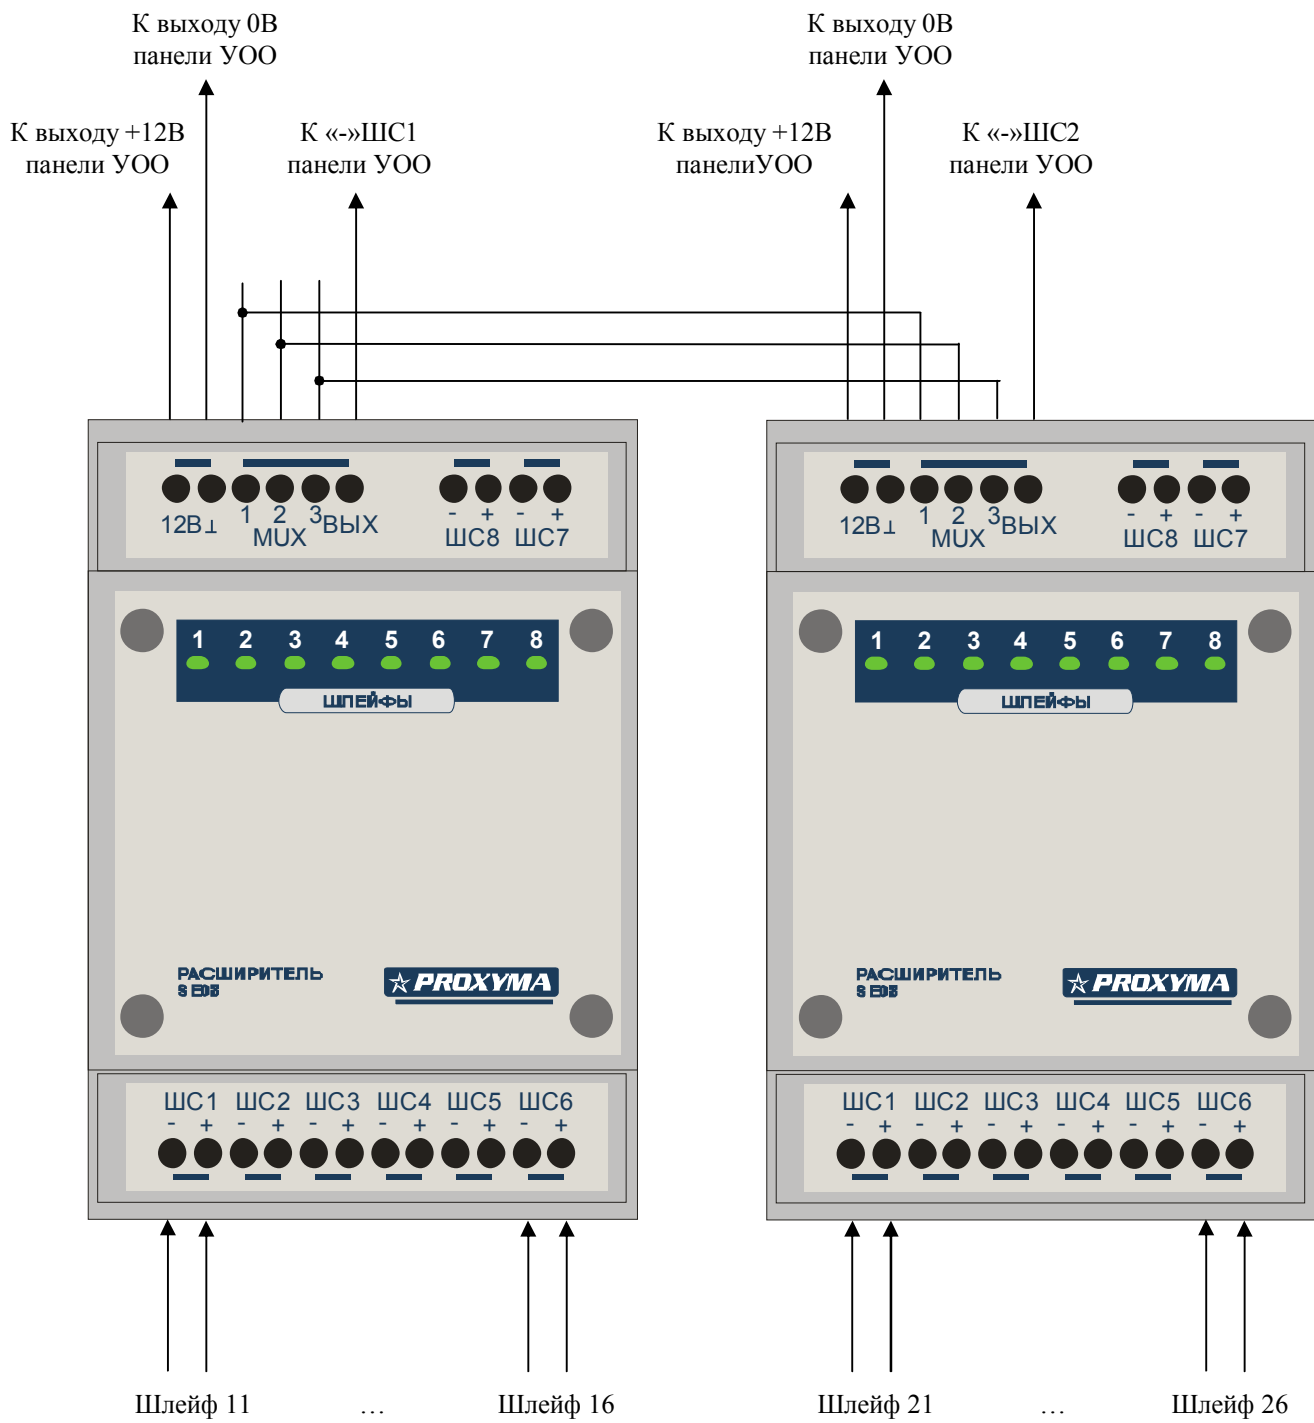 К выходу 0В
панели УОО
К выходу 0В
панели УОО
К выходу +12В
панели УОО
К «-»ШС1
панели УОО
К выходу +12В
панелиУОО
К «-»ШС2
панели УОО
12В⊥ 1 2 3 ВЫХ
MUX
- + - +
ШС8 ШС7
12В⊥ 1 2 3 ВЫХ
MUX
- + - +
ШС8 ШС7
1 2 3 4 5 6 7 8
ШЛЕЙФЫ
1 2 3 4 5 6 7 8
ШЛЕЙФЫ
РАСШИРИТЕЛЬ
PROXYMA
РАСШИРИТЕЛЬ
PROXYMA
ШС1 ШС2 ШС3 ШС4 ШС5 ШС6
- + - + - + - + - + - +
ШС1 ШС2 ШС3 ШС4 ШС5 ШС6
- + - + - + - + - + - +
Шлейф 11 … Шлейф 16
Шлейф 21 … Шлейф 26